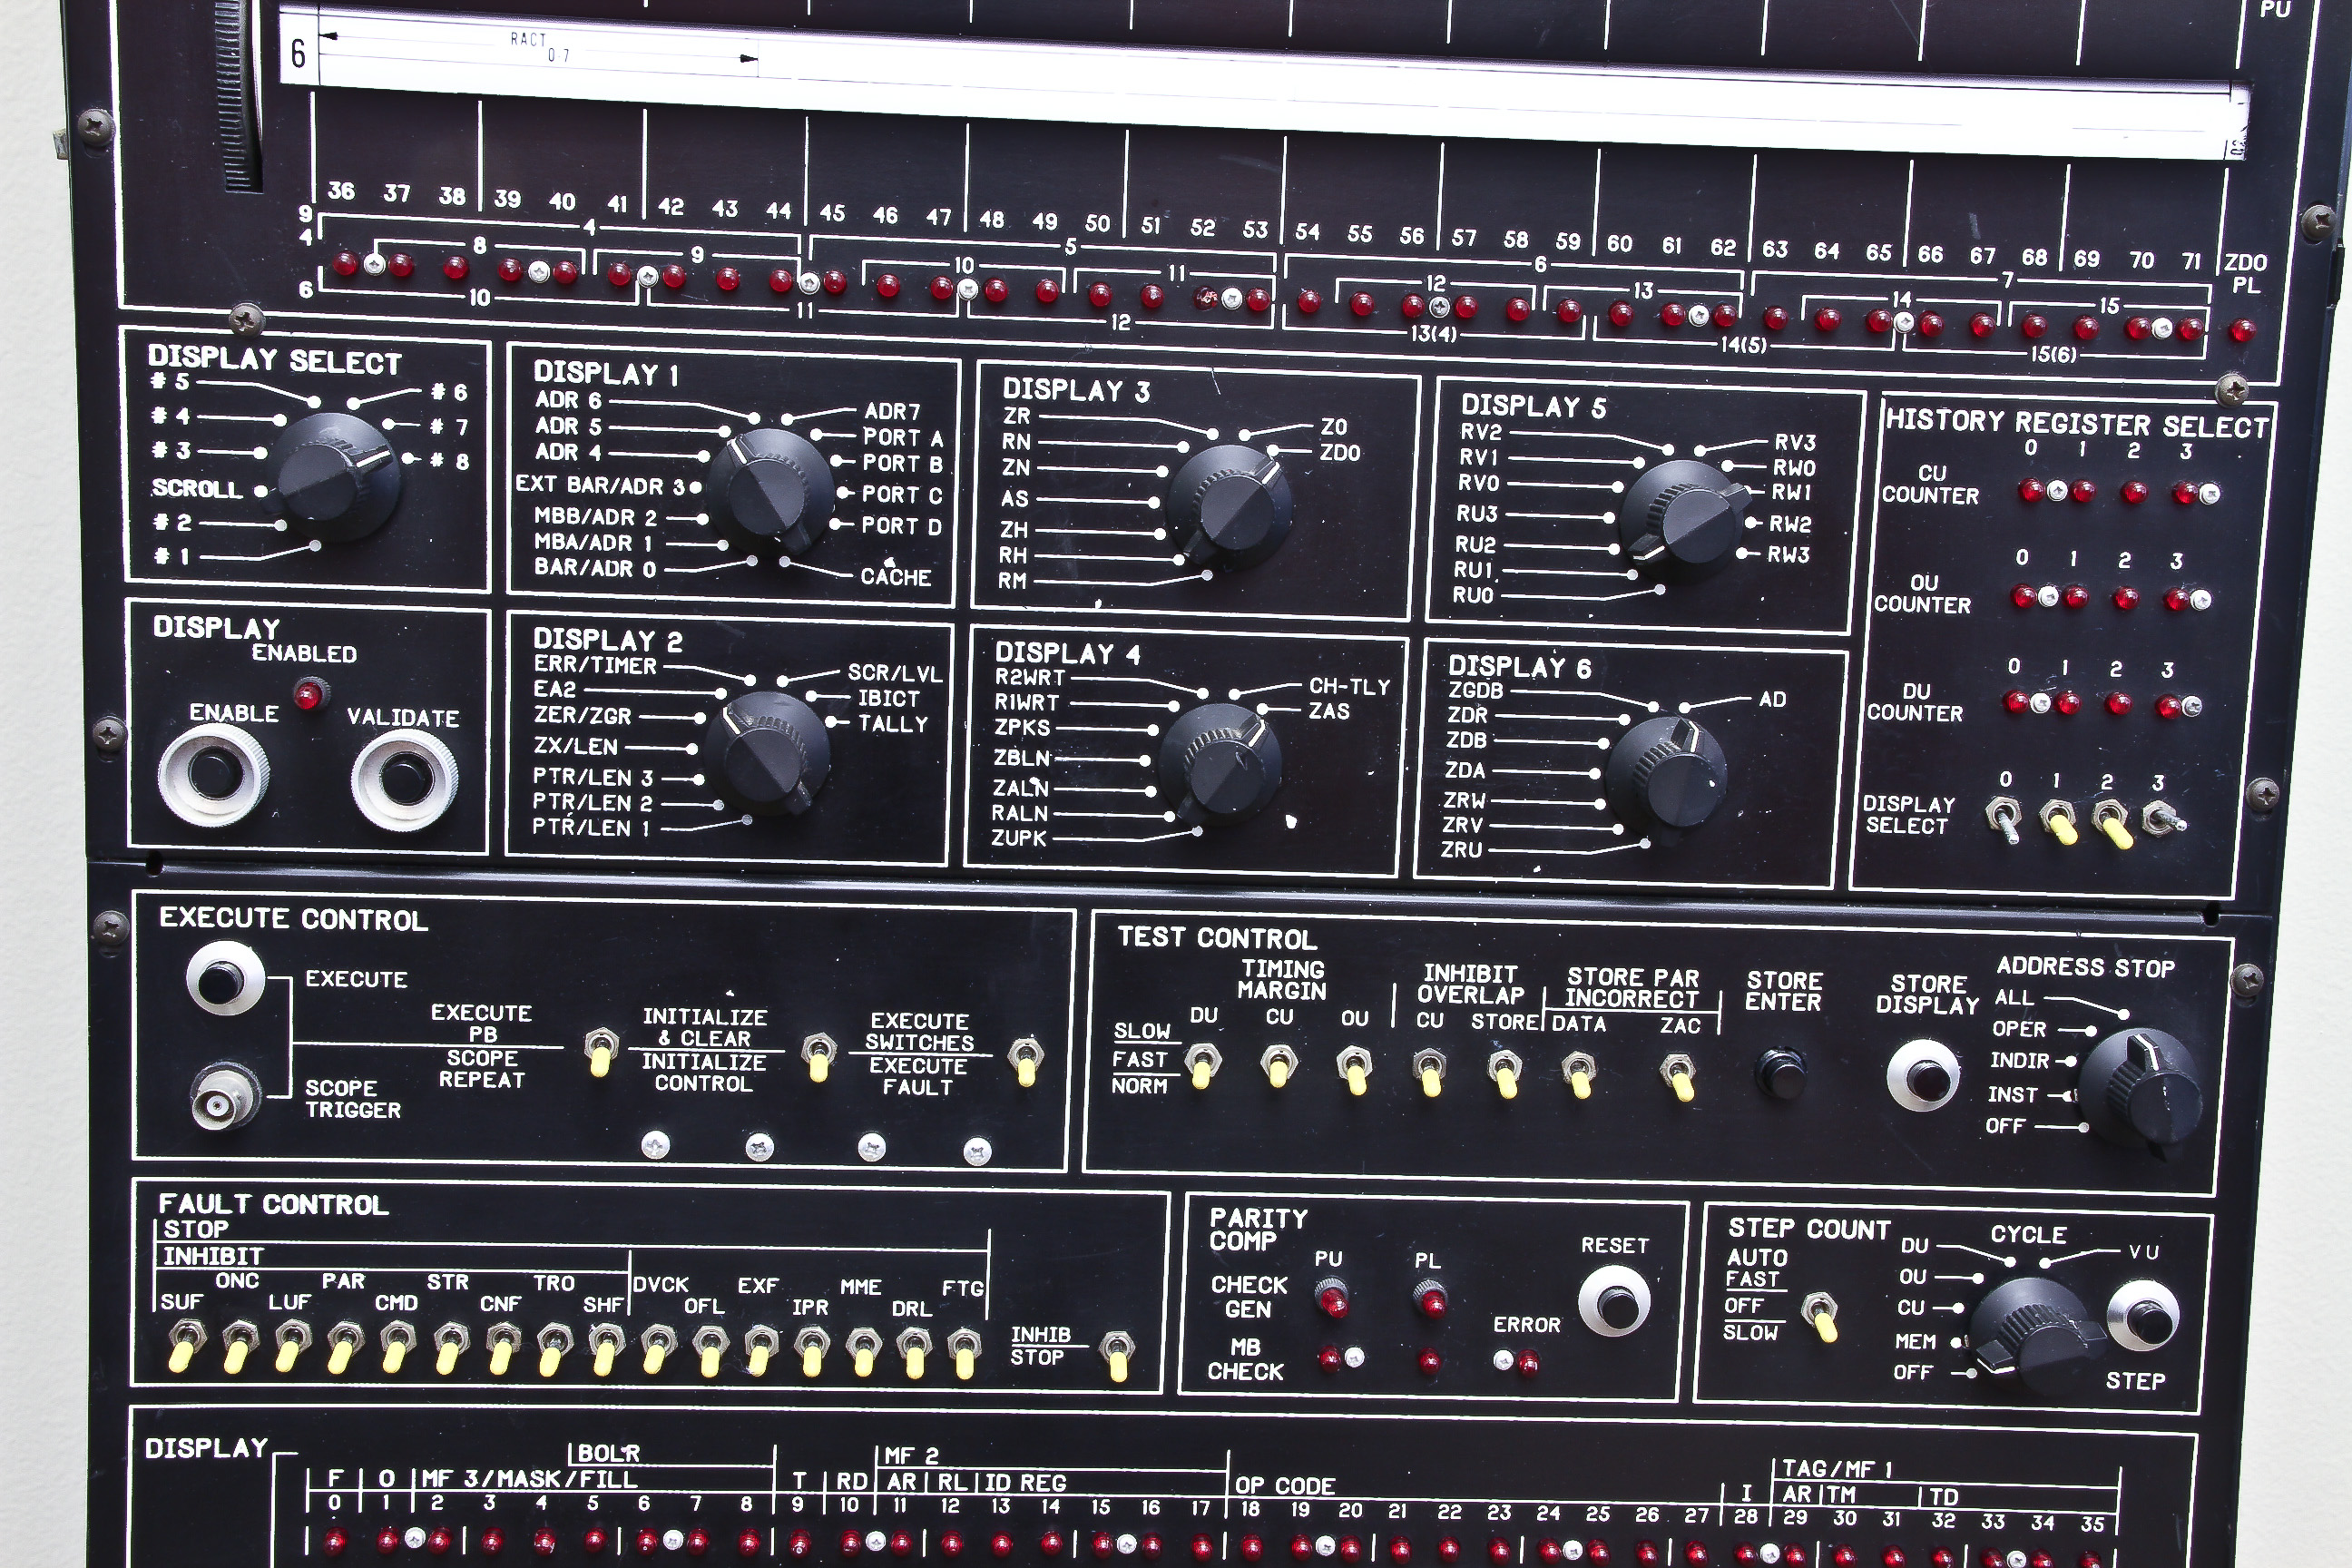 PU
6
RACT
0-7
36 37 38 39 40 41 42 43 44 45 46 47 48 49 50 51 52 53 54 55 56 57 58 59 60 61 62 63 64 65 66 67 68 69 70 71 ZDO
PL
9
4 4 5 6 7
8 9 10 11 12 13 14 15
6 10 11 12 13(4) 14(5) 15(6)
DISPLAY SELECT
# 5 # 6
# 4 # 7
# 3 # 8
SCROLL
# 2
# 1
DISPLAY 1
ADR 6 ADR7
ADR 5 PORT A
ADR 4 PORT B
EXT BAR/ADR 3 PORT C
MBB/ADR 2 PORT D
MBA/ADR 1
BAR/ADR 0 CACHE
DISPLAY 3
ZR ZO
RN ZDO
ZN
AS
ZH
RH
RM
DISPLAY 5
RV2 RV3
RV1 RW0
RV0 RW1
RU3 RW2
RU2 RW3
RU1
RU0
HISTORY REGISTER SELECT
0 1 2 3
CU
COUNTER
0 1 2 3
OU
COUNTER
0 1 2 3
DU
COUNTER
0 1 2 3
DISPLAY
SELECT
DISPLAY
ENABLED
ENABLE VALIDATE
DISPLAY 2
ERR/TIMER SCR/LVL
EA2 IBICT
ZER/ZGR TALLY
ZX/LEN
PTR/LEN 3
PTR/LEN 2
PTR/LEN 1
DISPLAY 4
R2WRT CH-TLY
R1WRT ZAS
ZPKS
ZBLN
ZALN
RALN
ZUPK
DISPLAY 6
ZGDB AD
ZDR
ZDB
ZDA
ZRW
ZRV
ZRU
EXECUTE CONTROL
EXECUTE
EXECUTE
PB
SCOPE
REPEAT
SCOPE
TRIGGER
INITIALIZE
& CLEAR
INITIALIZE
CONTROL
EXECUTE
SWITCHES
EXECUTE
FAULT
TEST CONTROL
TIMING
MARGIN
DU CU OU
SLOW
FAST
NORM
INHIBIT
OVERLAP
CU STORE
STORE PAR
INCORRECT
DATA ZAC
STORE
ENTER
STORE
DISPLAY
ADDRESS STOP
ALL
OPER
INDIR
INST
OFF
FAULT CONTROL
STOP
INHIBIT
ONC PAR STR TRO DVCK EXF MME FTG
SUF LUF CMD CNF SHF OFL IPR DRL
INHIB
STOP
PARITY
COMP
PU PL
CHECK
GEN
MB
CHECK
ERROR
RESET
STEP COUNT
AUTO
FAST
OFF
SLOW
CYCLE
DU VU
OU
CU
MEM
OFF
STEP
DISPLAY
BOLR MF 2 TAG/MF 1
F O MF 3/MASK/FILL T RD AR RL ID REG OP CODE I AR TM TD
0 1 2 3 4 5 6 7 8 9 10 11 12 13 14 15 16 17 18 19 20 21 22 23 24 25 26 27 28 29 30 31 32 33 34 35